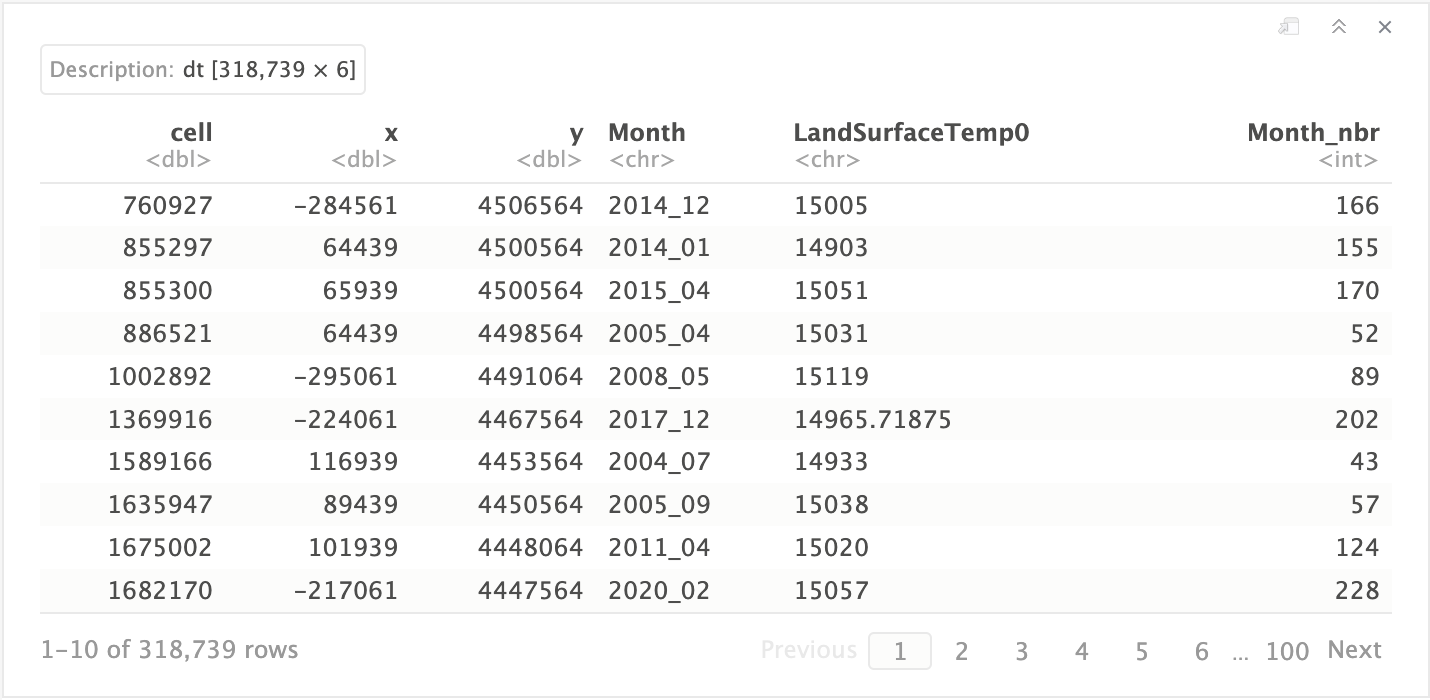 Description: dt [318,739 × 6]
cell x y Month LandSurfaceTemp0 Month_nbr
<dbl> <dbl> <dbl> <chr> <chr> <int>
760927 -284561 4506564 2014_12 15005 166
855297 64439 4500564 2014_01 14903 155
855300 65939 4500564 2015_04 15051 170
886521 64439 4498564 2005_04 15031 52
1002892 -295061 4491064 2008_05 15119 89
1369916 -224061 4467564 2017_12 14965.71875 202
1589166 116939 4453564 2004_07 14933 43
1635947 89439 4450564 2005_09 15038 57
1675002 101939 4448064 2011_04 15020 124
1682170 -217061 4447564 2020_02 15057 228
1-10 of 318,739 rows Previous 1 2 3 4 5 6 ... 100 Next